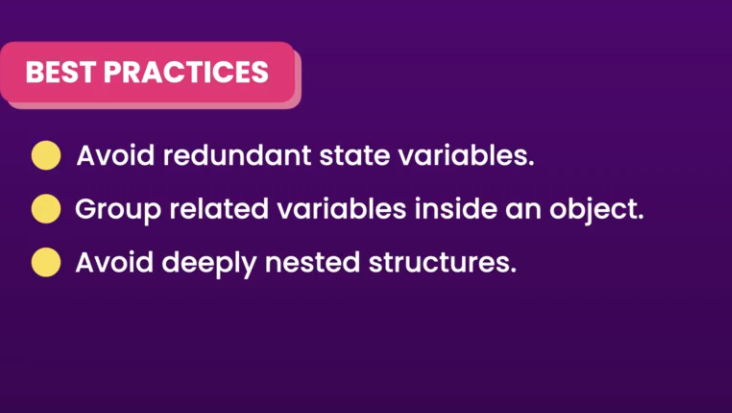 BEST PRACTICES
Avoid redundant state variables.
Group related variables inside an object.
Avoid deeply nested structures.